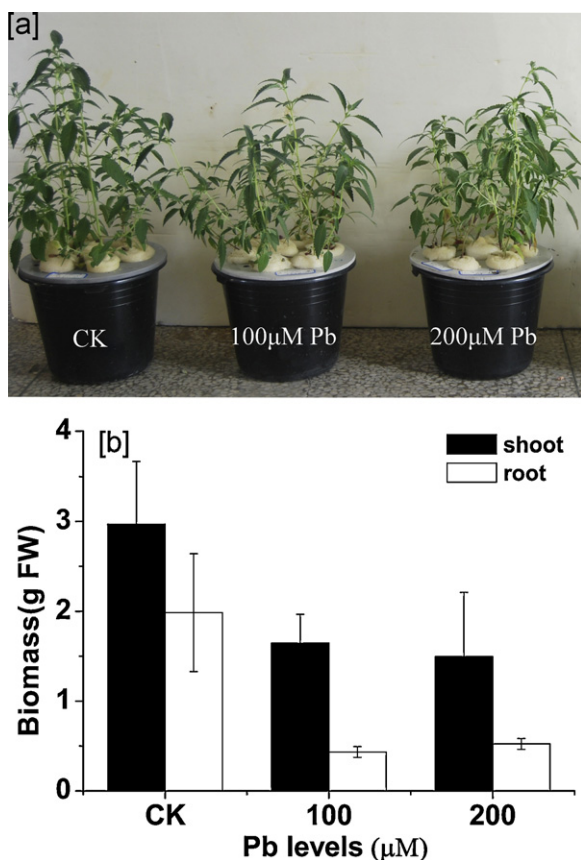 [a]
CK
100μM Pb
200μM Pb
[b]
shoot
root
Biomass(g FW)
4
3
2
1
0
CK
100
200
Pb levels (μM)